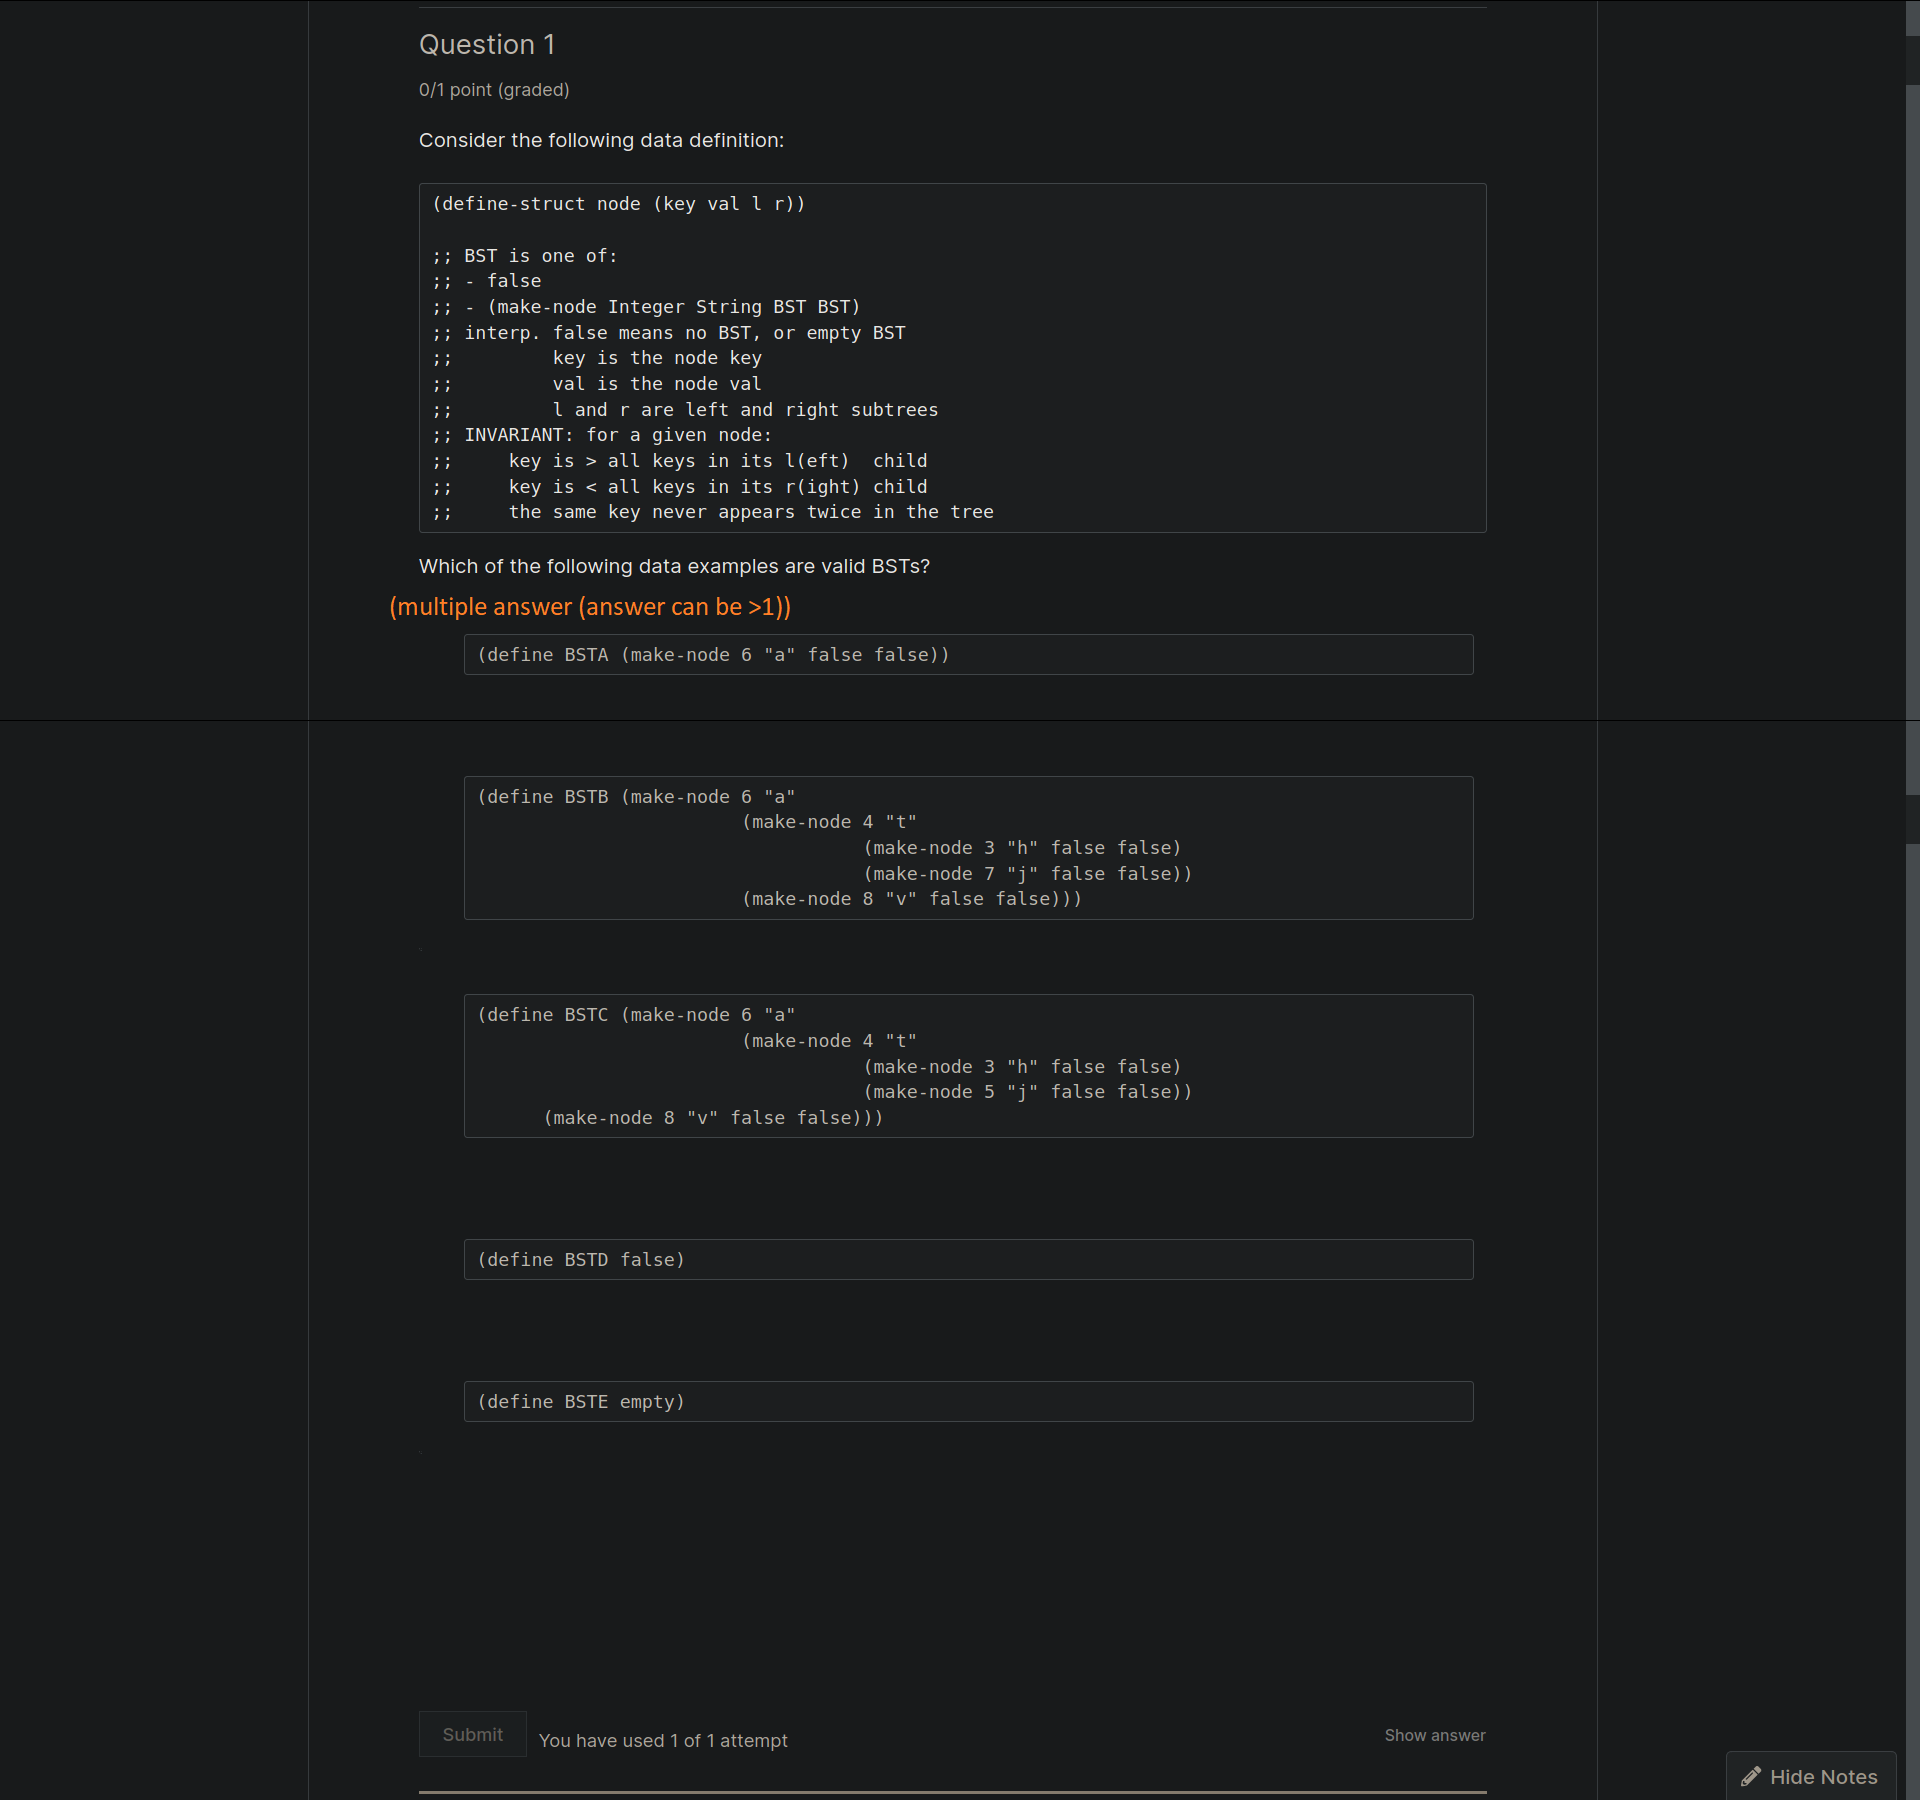 Question 1
0/1 point (graded)
Consider the following data definition:
(define-struct node (key val l r))
;; BST is one of:
;; - false
;; - (make-node Integer String BST BST)
;; interp. false means no BST, or empty BST
;;         key is the node key
;;         val is the node val
;;         l and r are left and right subtrees
;; INVARIANT: for a given node:
;;     key is > all keys in its l(eft)  child
;;     key is < all keys in its r(ight) child
;;     the same key never appears twice in the tree
Which of the following data examples are valid BSTs?
(multiple answer (answer can be >1))
(define BSTA (make-node 6 "a" false false))
(define BSTB (make-node 6 "a"
                        (make-node 4 "t"
                                   (make-node 3 "h" false false)
                                   (make-node 7 "j" false false))
                        (make-node 8 "v" false false)))
(define BSTC (make-node 6 "a"
                        (make-node 4 "t"
                                   (make-node 3 "h" false false)
                                   (make-node 5 "j" false false))
      (make-node 8 "v" false false)))
(define BSTD false)
(define BSTE empty)
Submit
You have used 1 of 1 attempt
Show answer
Hide Notes